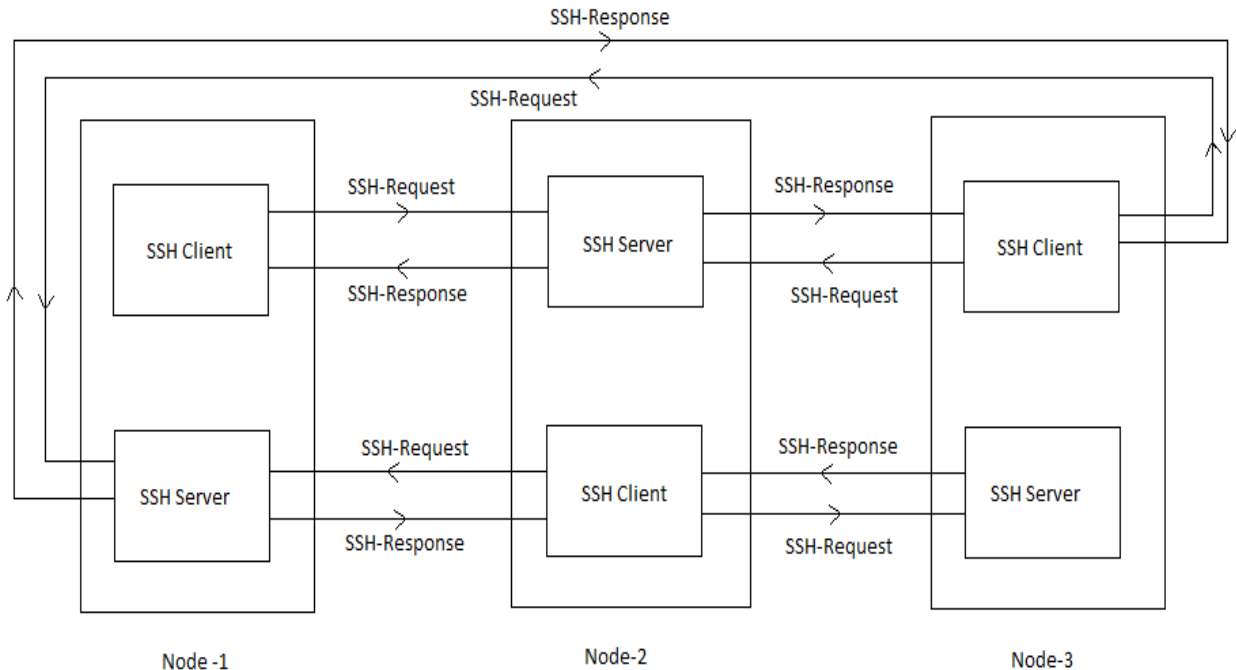 SSH-Response
SSH-Request
SSH-Request
SSH-Response
SSH Client
SSH Server
SSH Client
SSH-Response
SSH-Request
SSH-Request
SSH-Response
SSH Server
SSH Client
SSH Server
SSH-Response
SSH-Request
Node -1
Node-2
Node-3